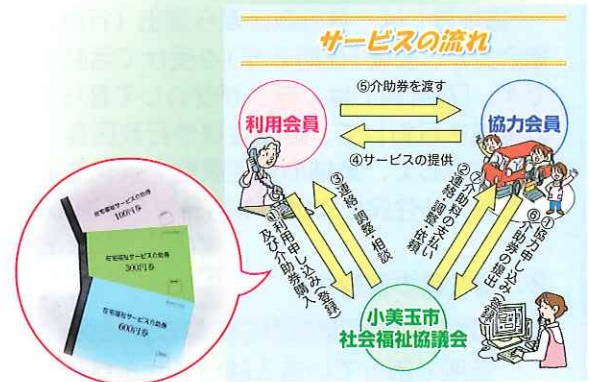 サービスの流れ
⑤介助券を渡す
利用会員
協力会員
④サービスの提供
③連絡・調整・相談
①利用申し込み(登録)
及び介助券購入
⑦介助料の支払い
②連絡・調整・依頼
①協力申し込み
⑥介助券の提出
小美玉市
社会福祉協議会
在宅福祉サービス介助券
100円券
在宅福祉サービス介助券
300円券
在宅福祉サービス介助券
600円券